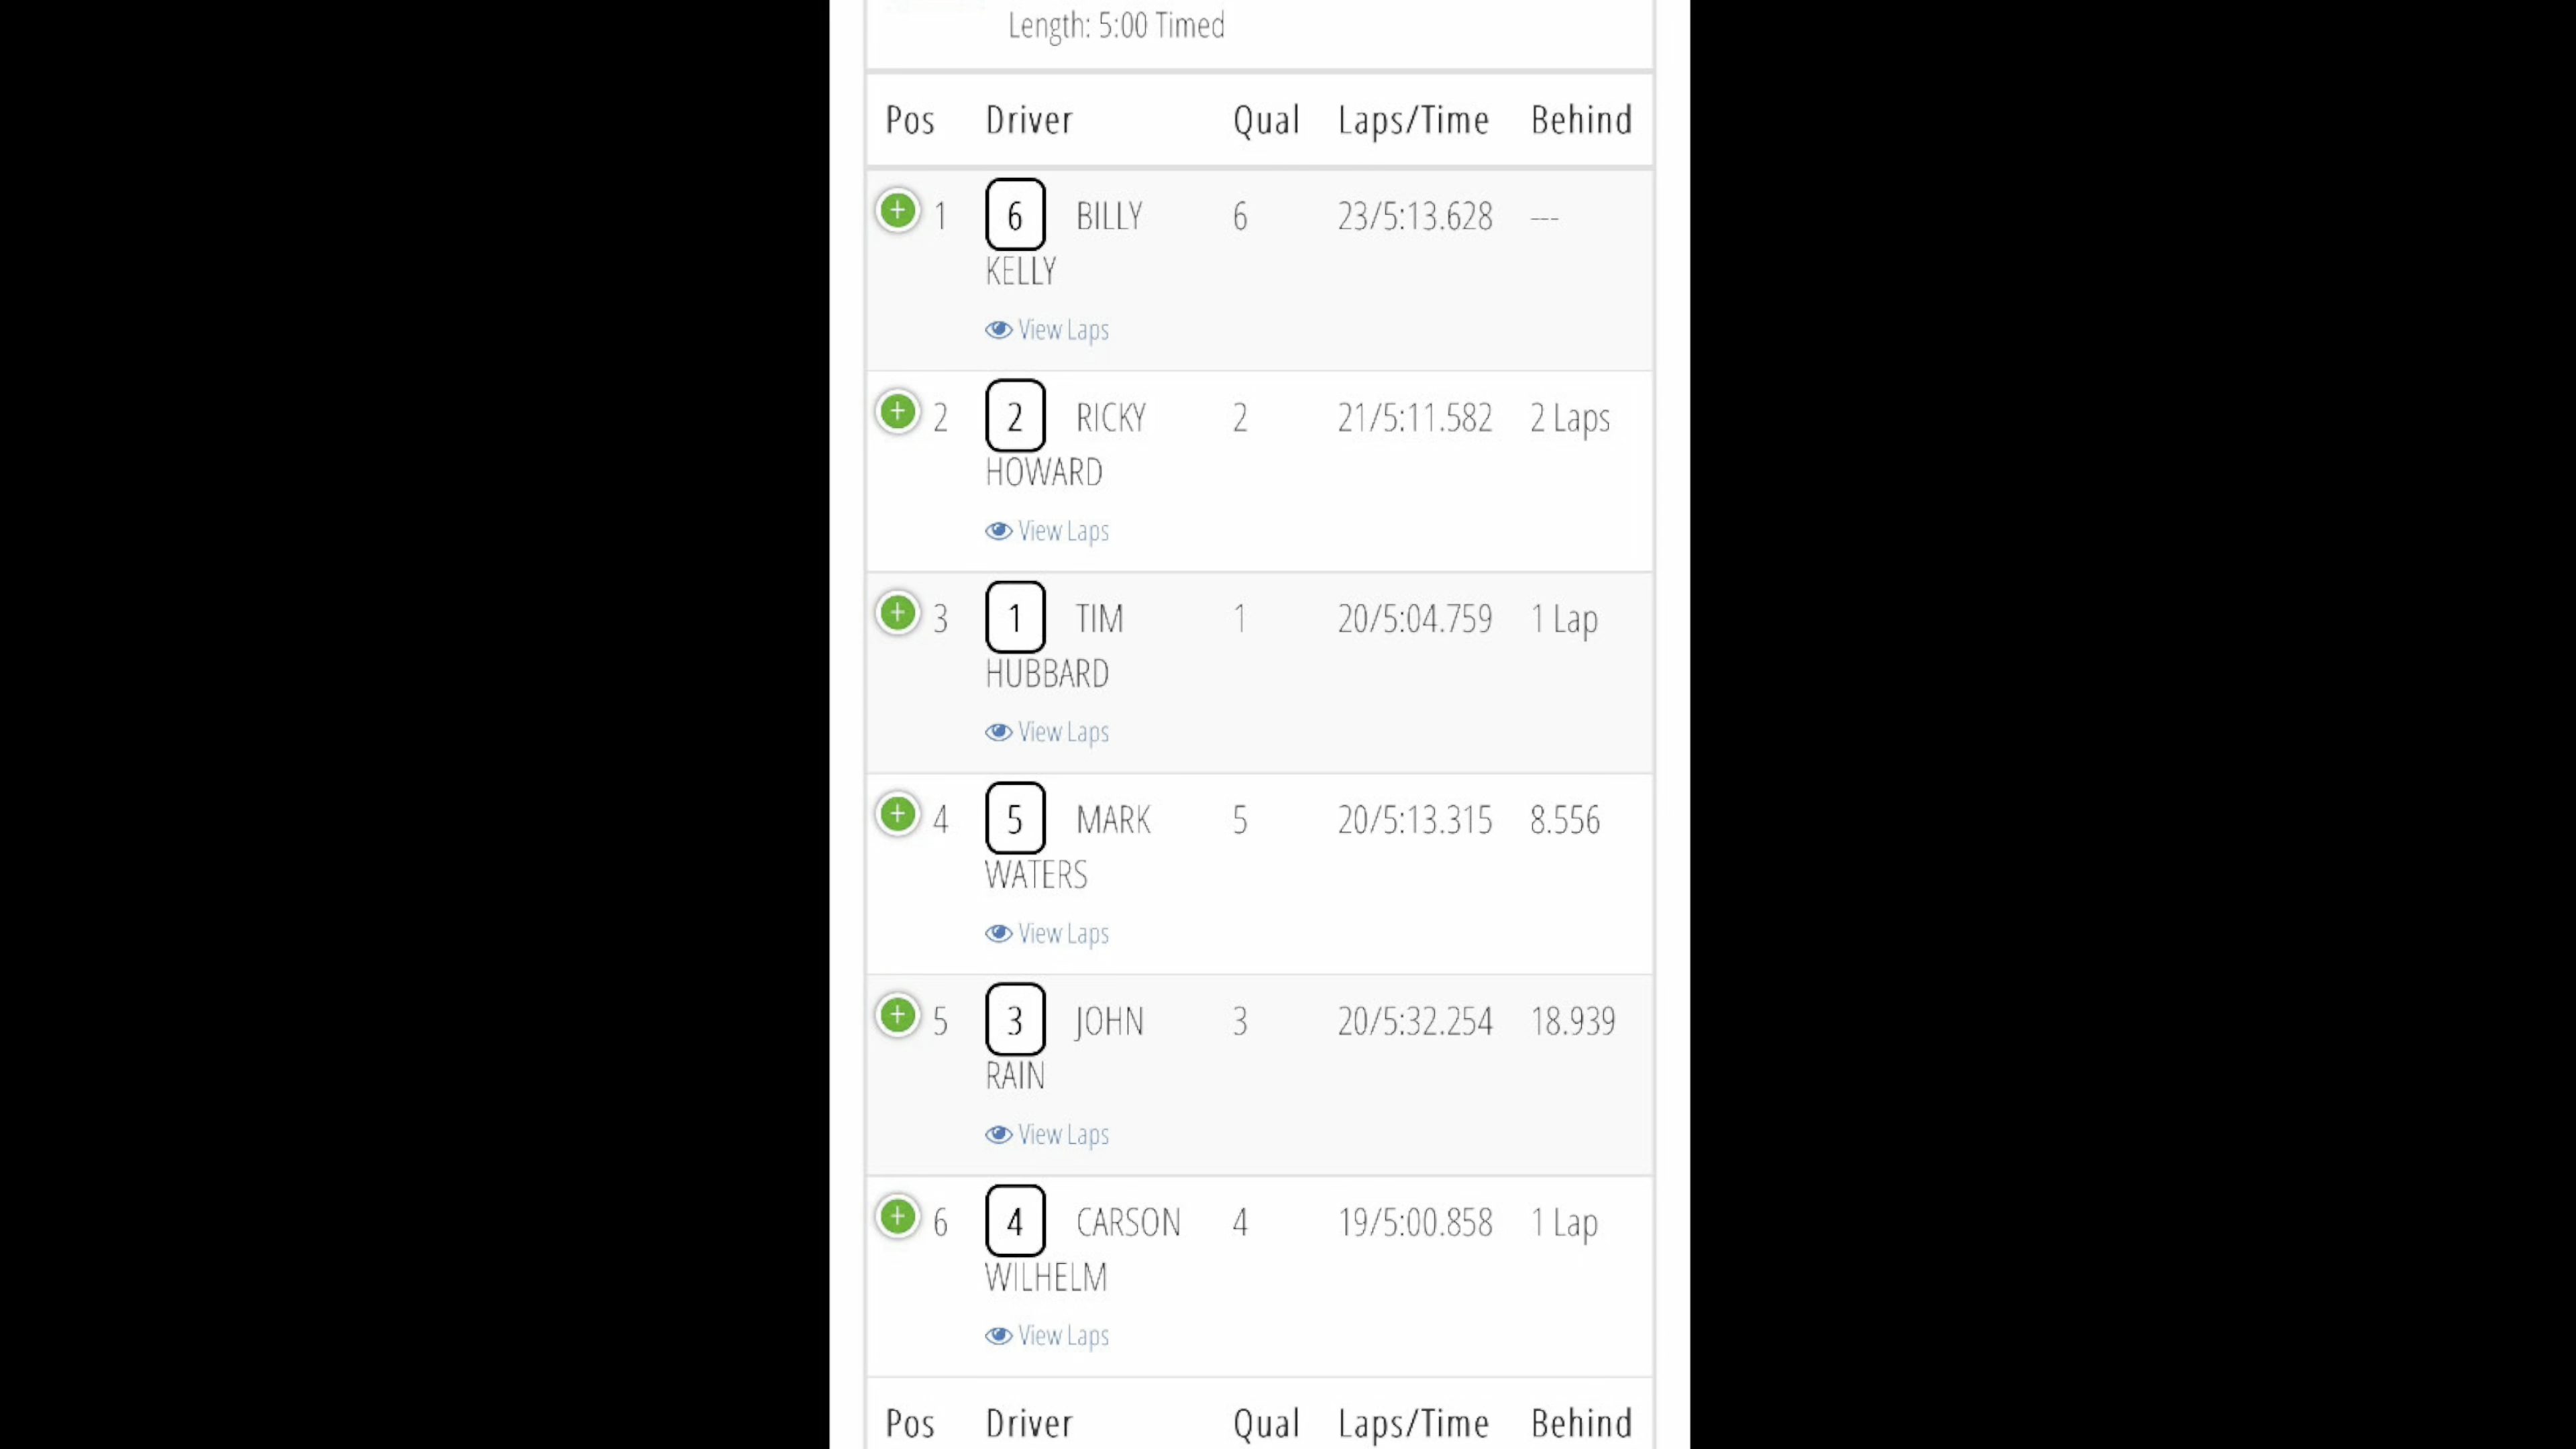 Length: 5:00 Timed
Pos Driver Qual Laps/Time Behind
1 6 BILLY 6 23/5:13.628 ---
KELLY
View Laps
2 2 RICKY 2 21/5:11.582 2 Laps
HOWARD
View Laps
3 1 TIM 1 20/5:04.759 1 Lap
HUBBARD
View Laps
4 5 MARK 5 20/5:13.315 8.556
WATERS
View Laps
5 3 JOHN 3 20/5:32.254 18.939
RAIN
View Laps
6 4 CARSON 4 19/5:00.858 1 Lap
WILHELM
View Laps
Pos Driver Qual Laps/Time Behind